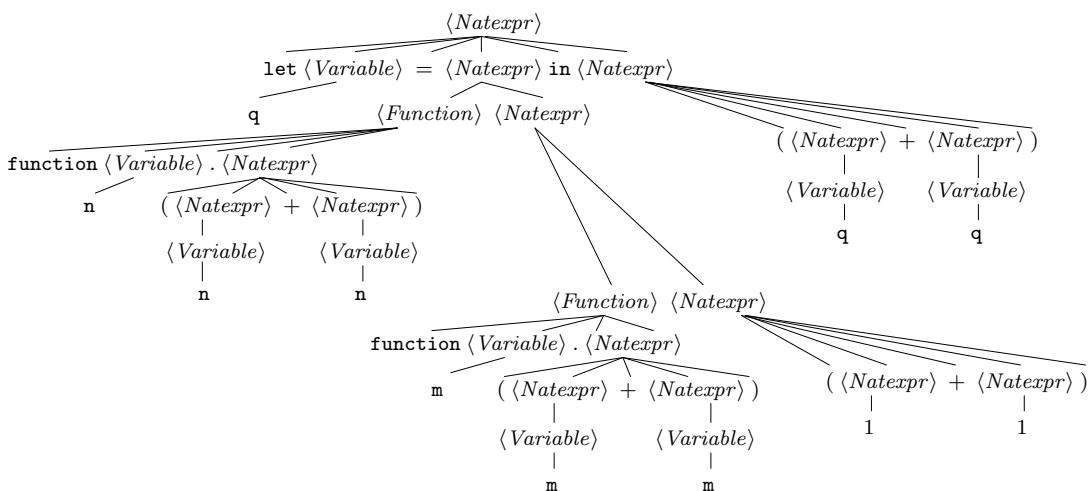 ⟨Natexpr⟩
let ⟨Variable⟩ = ⟨Natexpr⟩ in ⟨Natexpr⟩
q ⟨Function⟩ ⟨Natexpr⟩
( ⟨Natexpr⟩ + ⟨Natexpr⟩ )
function ⟨Variable⟩ . ⟨Natexpr⟩
⟨Variable⟩ ⟨Variable⟩
n ( ⟨Natexpr⟩ + ⟨Natexpr⟩ )
q q
⟨Variable⟩ ⟨Variable⟩
n n
⟨Function⟩ ⟨Natexpr⟩
function ⟨Variable⟩ . ⟨Natexpr⟩
m ( ⟨Natexpr⟩ + ⟨Natexpr⟩ ) ( ⟨Natexpr⟩ + ⟨Natexpr⟩ )
1 1
⟨Variable⟩ ⟨Variable⟩
m m